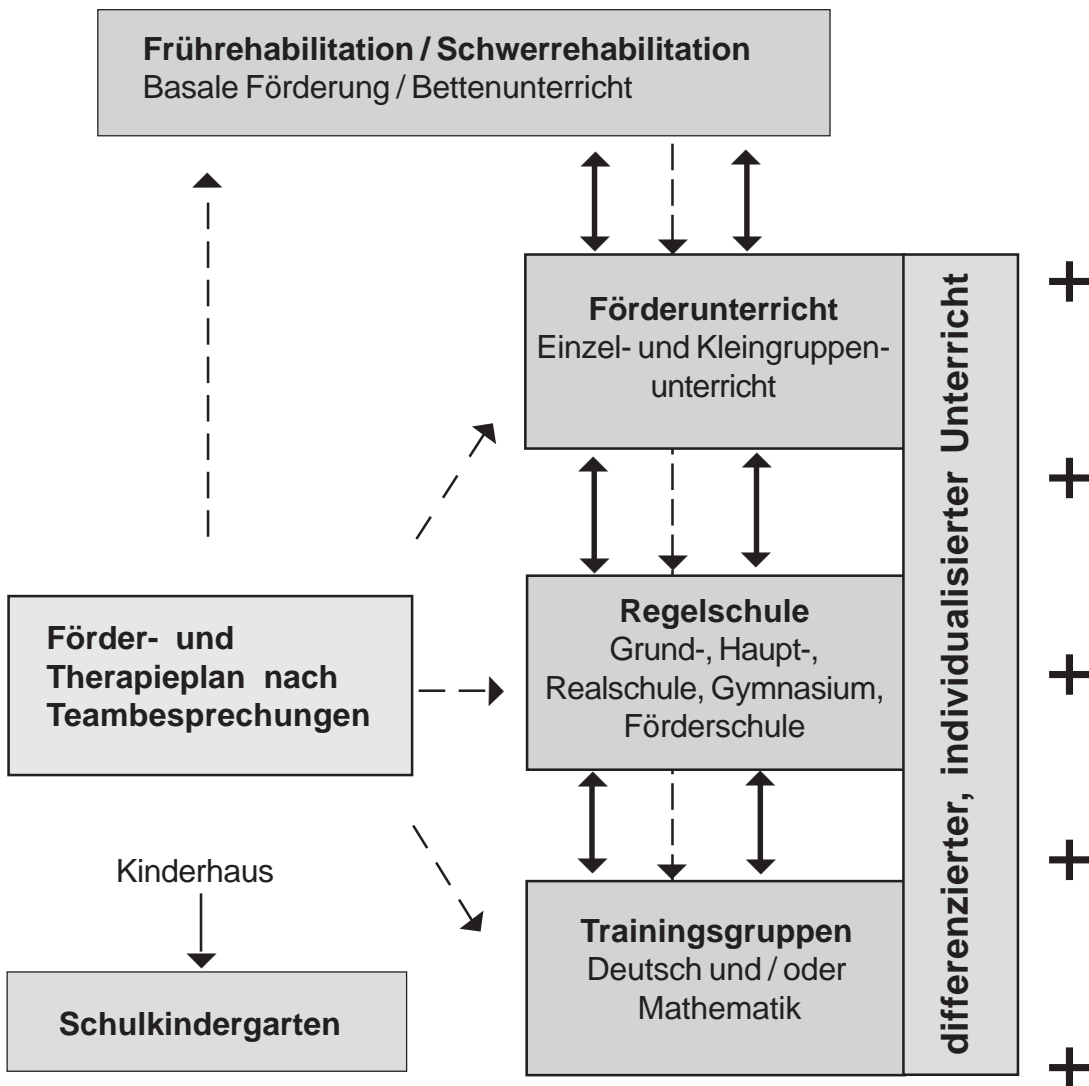 Frührehabilitation / Schwerrehabilitation
Basale Förderung / Bettenunterricht
Förderunterricht
Einzel- und Kleingruppen-
unterricht
differenzierter, individualisierter Unterricht
+
+
+
+
+
Regelschule
Grund-, Haupt-,
Realschule, Gymnasium,
Förderschule
Förder- und
Therapieplan nach
Teambesprechungen
Kinderhaus
Schulkindergarten
Trainingsgruppen
Deutsch und / oder
Mathematik